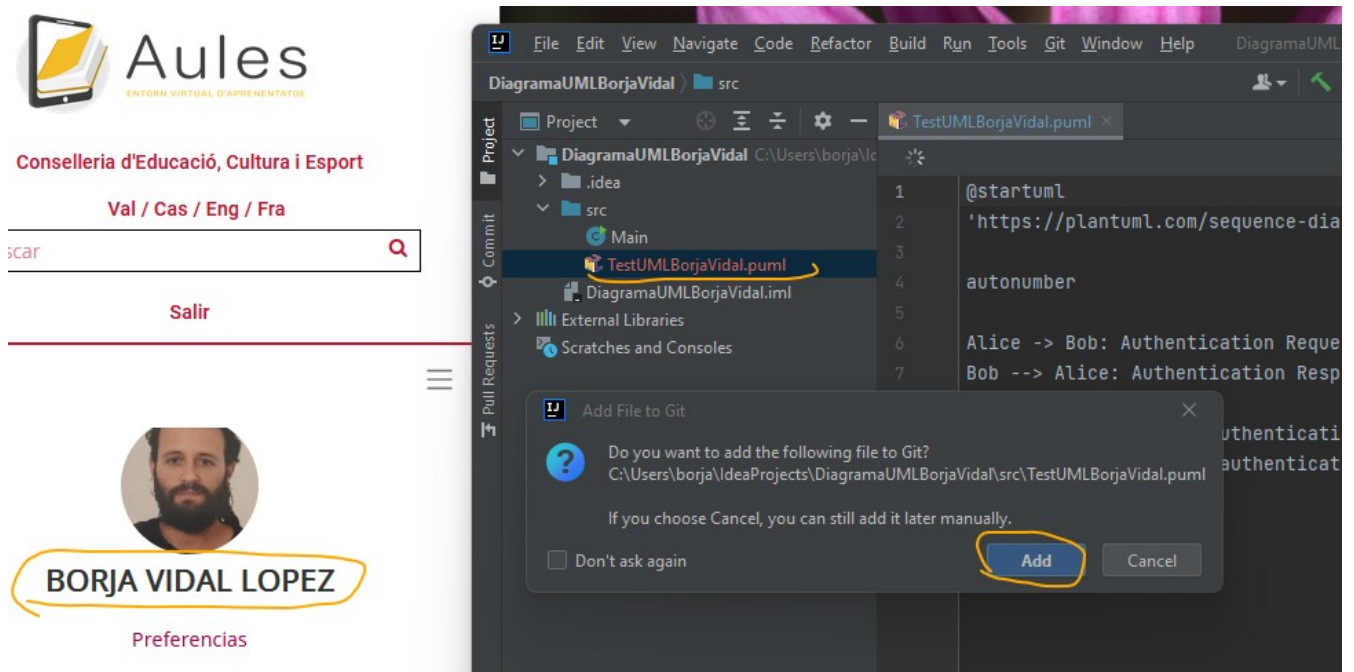 Aules
ENTORN VIRTUAL D'APRENENTATGE
Conselleria d'Educació, Cultura i Esport
Val / Cas / Eng / Fra
scar
Salir
BORJA VIDAL LOPEZ
Preferencias
File Edit View Navigate Code Refactor Build Run Tools Git Window Help DiagramaUML
DiagramaUMLBorjaVidal src
Project
Commit
Pull Requests
Project
DiagramaUMLBorjaVidal C:\Users\borja\Id
.idea
src
Main
TestUMLBorjaVidal.puml
DiagramaUMLBorjaVidal.iml
External Libraries
Scratches and Consoles
TestUMLBorjaVidal.puml
1 @startuml
2 'https://plantuml.com/sequence-dia
3
4 autonumber
5
6 Alice -> Bob: Authentication Reque
7 Bob --> Alice: Authentication Resp
uthenticati
authenticat
Add File to Git
Do you want to add the following file to Git?
C:\Users\borja\IdeaProjects\DiagramaUMLBorjaVidal\src\TestUMLBorjaVidal.puml
If you choose Cancel, you can still add it later manually.
Don't ask again
Add
Cancel